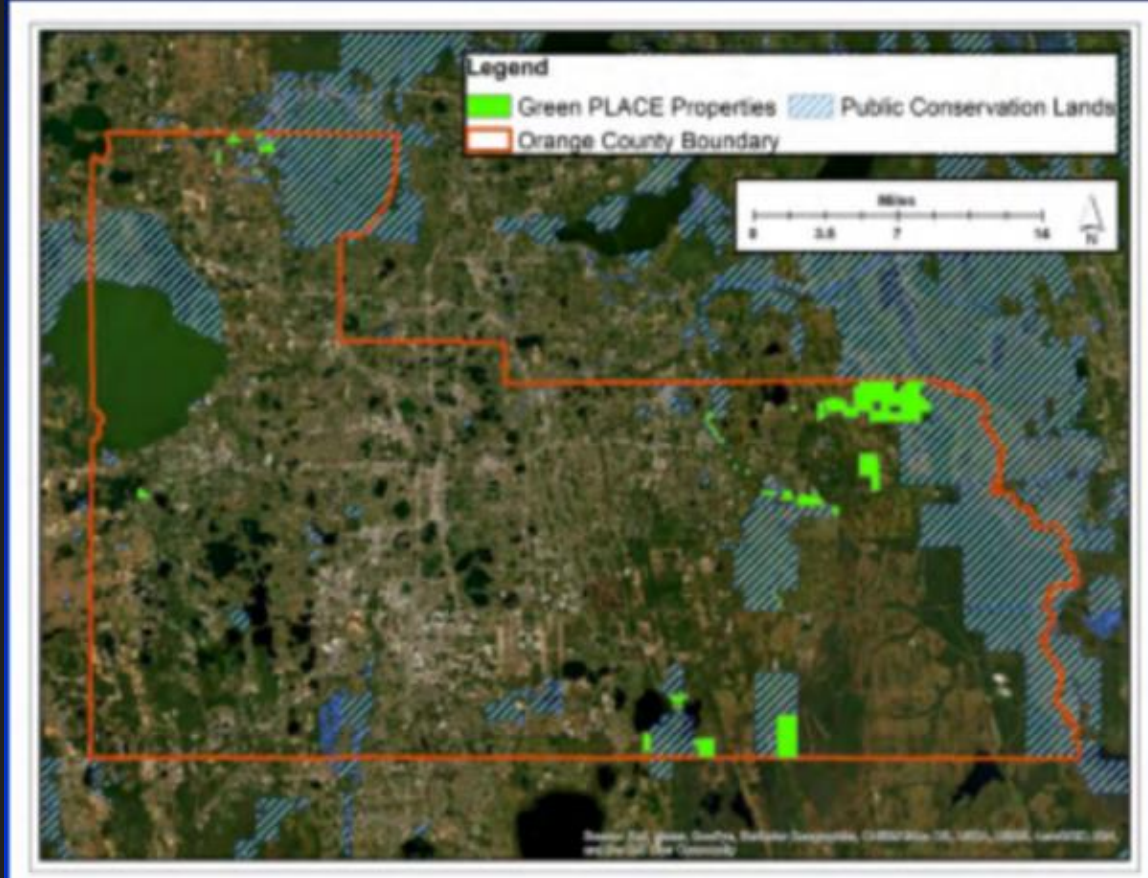 Legend
Green PLACE Properties Public Conservation Lands
Orange County Boundary
Miles
0 3.5 7 14
N